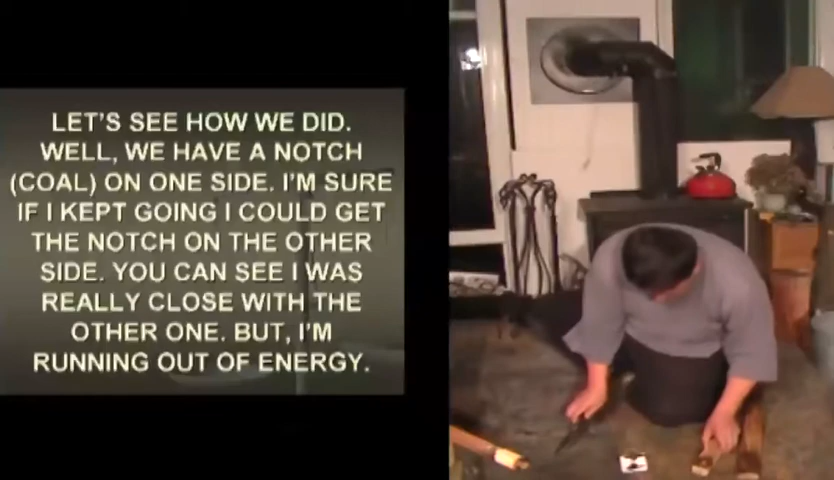 LET'S SEE HOW WE DID.
WELL, WE HAVE A NOTCH
(COAL) ON ONE SIDE. I'M SURE
IF I KEPT GOING I COULD GET
THE NOTCH ON THE OTHER
SIDE. YOU CAN SEE I WAS
REALLY CLOSE WITH THE
OTHER ONE. BUT, I'M
RUNNING OUT OF ENERGY.